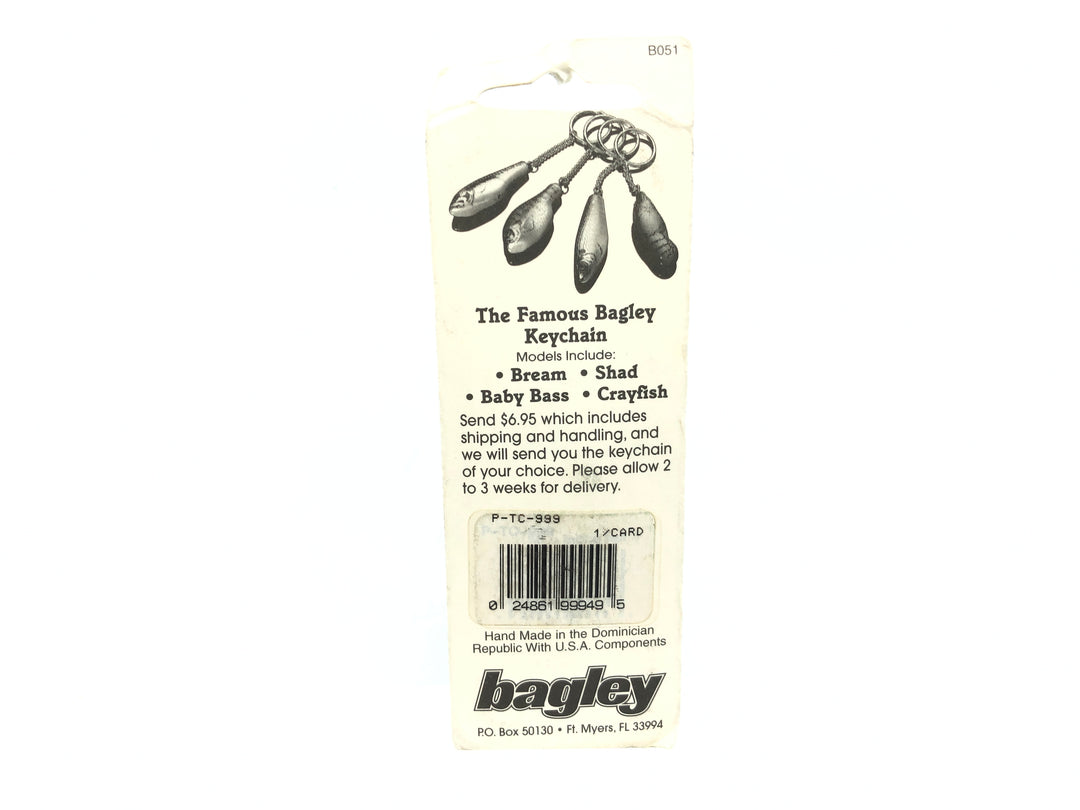 B051
The Famous Bagley
Keychain
Models Include:
• Bream • Shad
• Baby Bass • Crayfish
Send $6.95 which includes
shipping and handling, and
we will send you the keychain
of your choice. Please allow 2
to 3 weeks for delivery.
P-TC-999
1/CARD
0 24861 99949 5
Hand Made in the Dominician
Republic With U.S.A. Components
bagley
P.O. Box 50130 • Ft. Myers, FL 33994